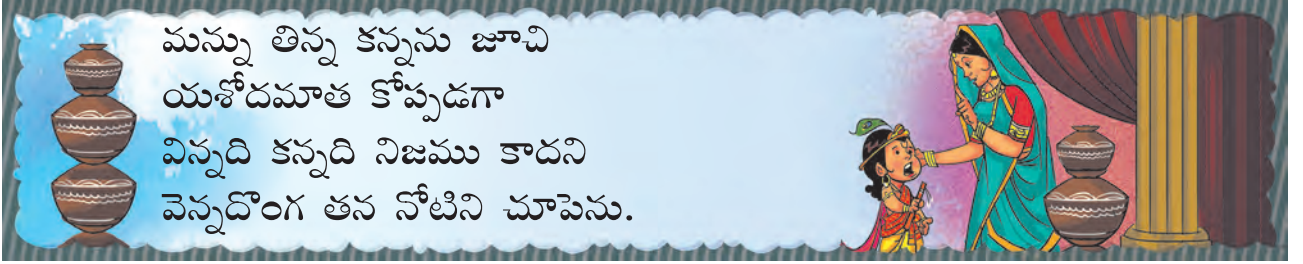 మన్ను తిన్న కన్నను జూచి
యశోదమాత కోప్పడగా
విన్నది కన్నది నిజము కాదని
వెన్నదొంగ తన నోటిని చూపెను.